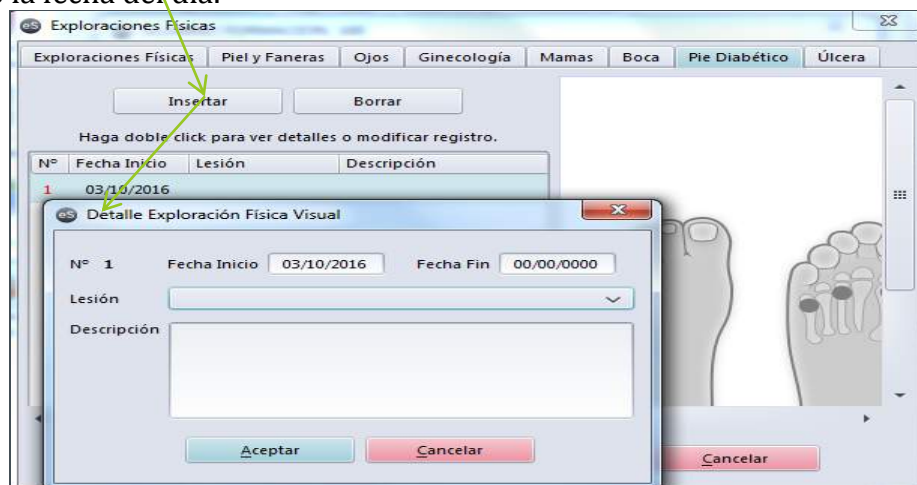 la fecha del día.
eS Exploraciones Físicas
Exploraciones Físicas Piel y Faneras Ojos Ginecología Mamas Boca Pie Diabético Úlcera
Insertar Borrar
Haga doble click para ver detalles o modificar registro.
Nº Fecha Inicio Lesión Descripción
1 03/10/2016
eS Detalle Exploración Física Visual
Nº 1 Fecha Inicio 03/10/2016 Fecha Fin 00/00/0000
Lesión
Descripción
Aceptar Cancelar
Cancelar